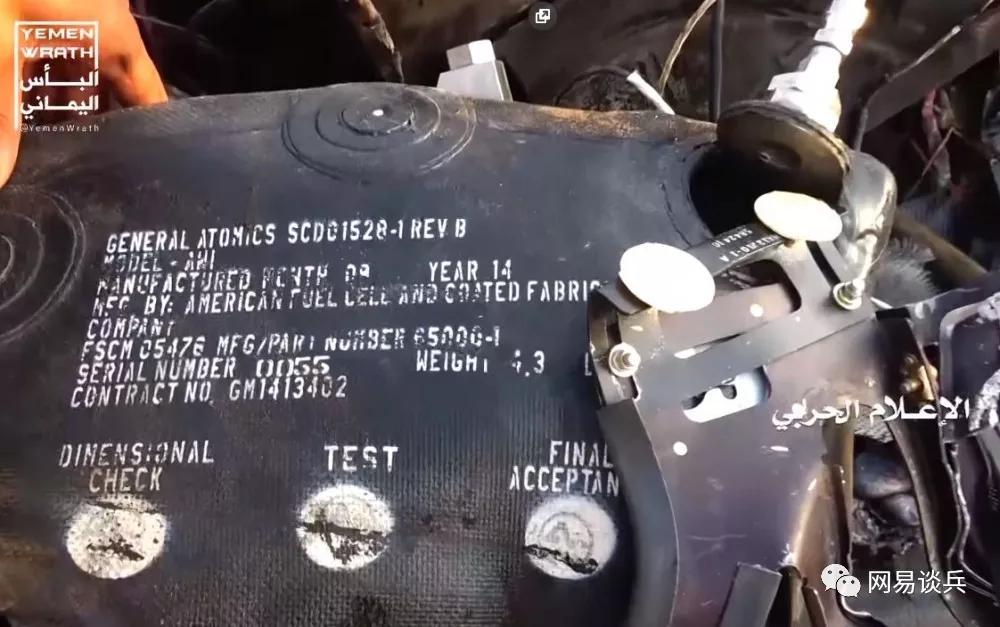 YEMEN
WRATH
البأس
اليماني
@YemenWrath
GENERAL ATOMICS SCD01528-1 REV B
MODEL - AWI
MANUFACTURED MONTH 09 YEAR 14
MFG BY: AMERICAN FUEL CELL AND COATED FABRIC
COMPANY
FSCM 05476 MFG/PART NUMBER 65000-1
SERIAL NUMBER 0055 WEIGHT 4.3
CONTRACT NO. GM1413402
DIMENSIONAL
CHECK
TEST
FINAL
ACCEPTAN
الإعلام الحربي
网易谈兵